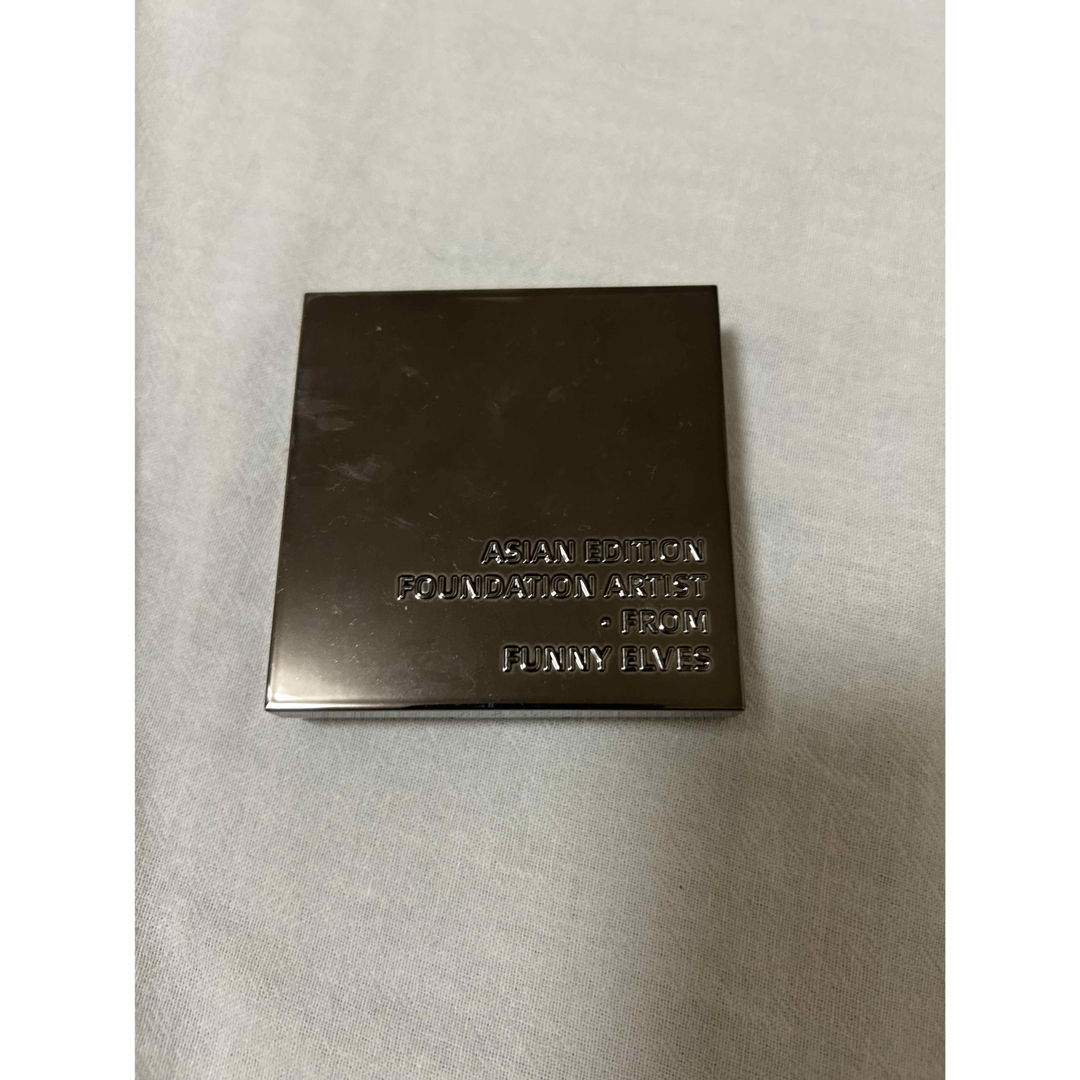 ASIAN EDITION
FOUNDATION ARTIST
• FROM
FUNNY ELVES